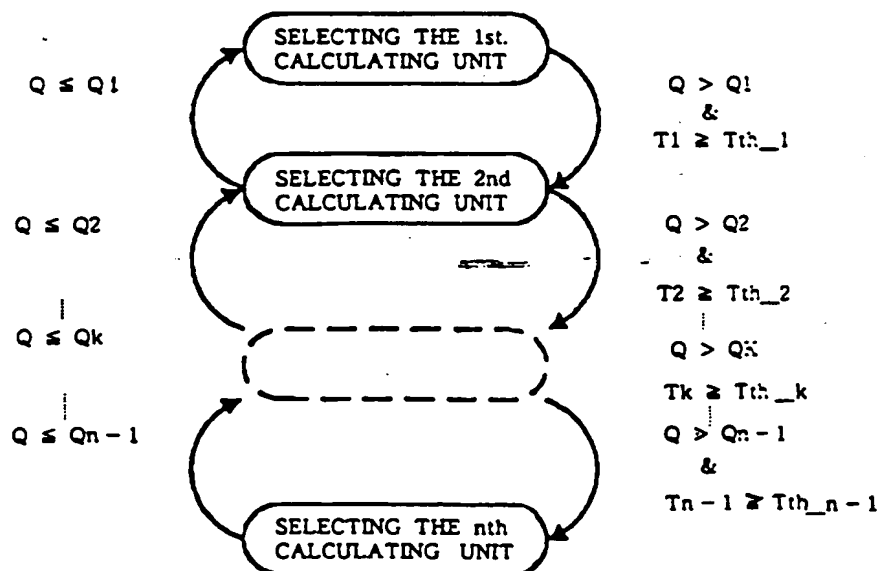 SELECTING THE 1st.
CALCULATING UNIT
Q ≤ Q1
Q > Q1
&
T1 ≧ Tth_1
SELECTING THE 2nd
CALCULATING UNIT
Q ≤ Q2
Q > Q2
&
T2 ≧ Tth_2
Q ≤ Qk
Q > QK
Tk ≧ Tth_k
Q ≤ Qn-1
Q > Qn-1
&
Tn-1 ≧ Tth_n-1
SELECTING THE nth
CALCULATING UNIT